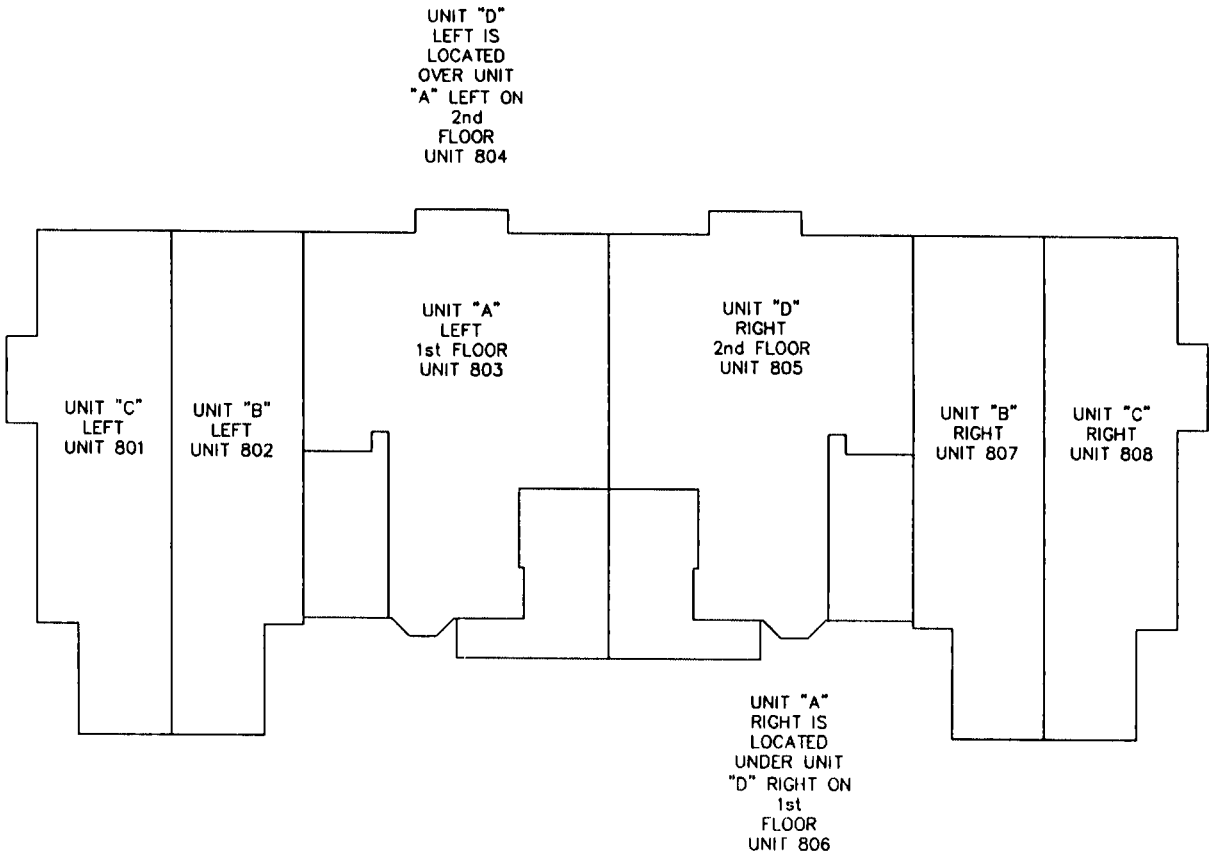 UNIT "D"
LEFT IS
LOCATED
OVER UNIT
"A" LEFT ON
2nd
FLOOR
UNIT 804
UNIT "A"
LEFT
1st FLOOR
UNIT 803
UNIT "D"
RIGHT
2nd FLOOR
UNIT 805
UNIT "C"
LEFT
UNIT 801
UNIT "B"
LEFT
UNIT 802
UNIT "B"
RIGHT
UNIT 807
UNIT "C"
RIGHT
UNIT 808
UNIT "A"
RIGHT IS
LOCATED
UNDER UNIT
"D" RIGHT ON
1st
FLOOR
UNIT 806